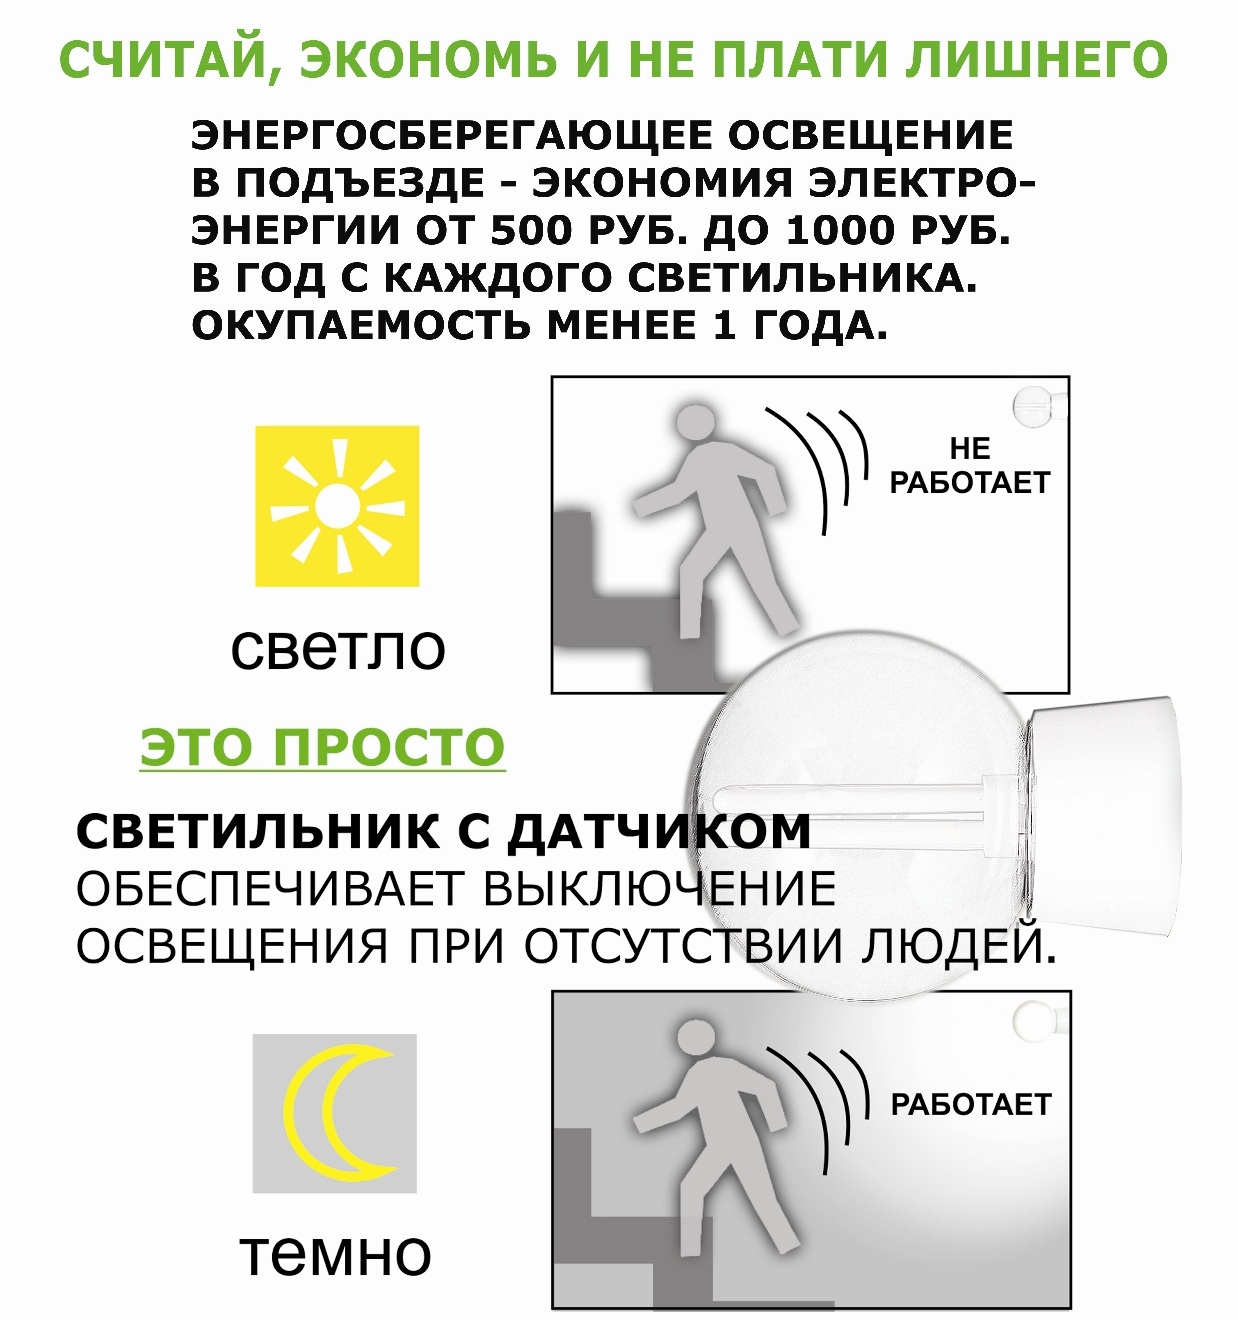 СЧИТАЙ, ЭКОНОМЬ И НЕ ПЛАТИ ЛИШНЕГО
ЭНЕРГОСБЕРЕГАЮЩЕЕ ОСВЕЩЕНИЕ
В ПОДЪЕЗДЕ - ЭКОНОМИЯ ЭЛЕКТРО-
ЭНЕРГИИ ОТ 500 РУБ. ДО 1000 РУБ.
В ГОД С КАЖДОГО СВЕТИЛЬНИКА.
ОКУПАЕМОСТЬ МЕНЕЕ 1 ГОДА.
НЕ
РАБОТАЕТ
светло
ЭТО ПРОСТО
СВЕТИЛЬНИК С ДАТЧИКОМ
ОБЕСПЕЧИВАЕТ ВЫКЛЮЧЕНИЕ
ОСВЕЩЕНИЯ ПРИ ОТСУТСТВИИ ЛЮДЕЙ.
РАБОТАЕТ
темно